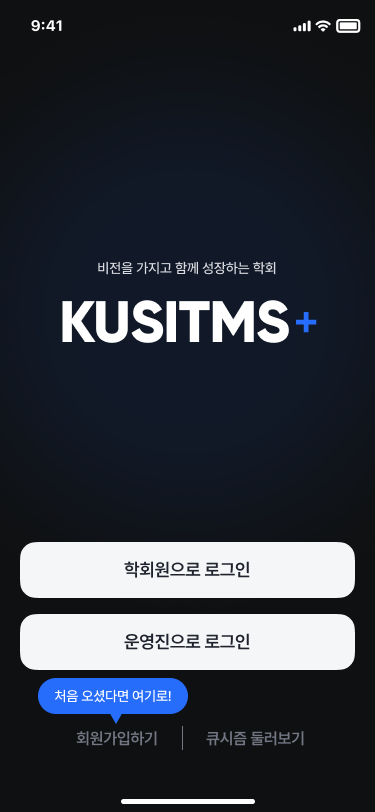 9:41
비전을 가지고 함께 성장하는 학회
KUSITMS+
학회원으로 로그인
운영진으로 로그인
처음 오셨다면 여기로!
회원가입하기
큐시즘 둘러보기